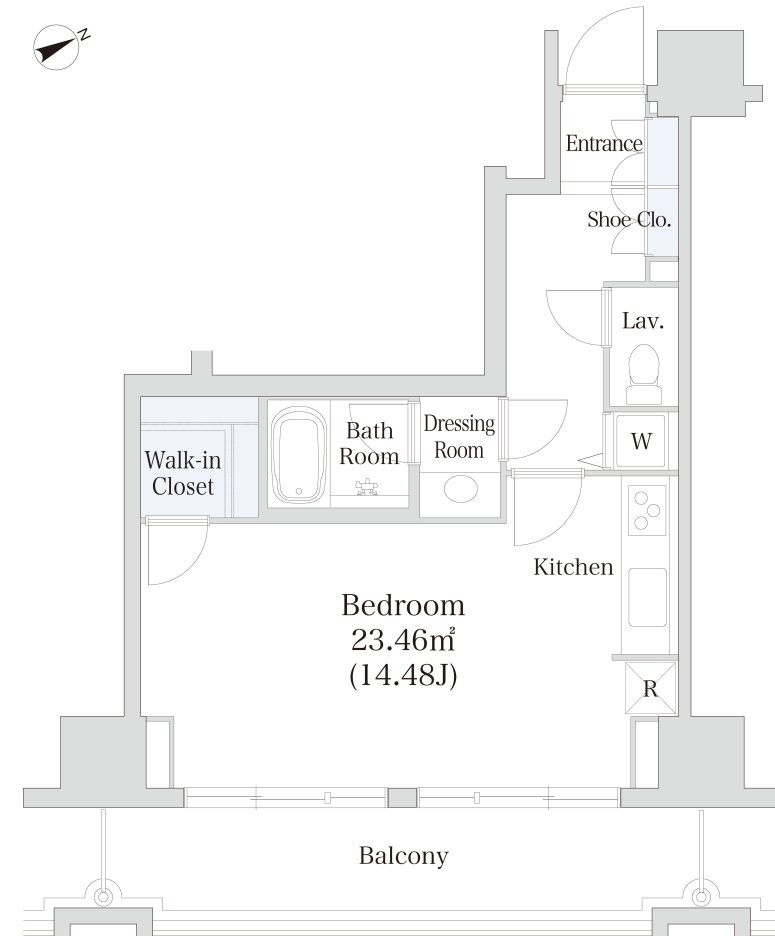 N
Entrance
Shoe Clo.
Lav.
Dressing
Room
Bath
Room
W
Walk-in
Closet
Kitchen
Bedroom
23.46㎡
(14.48J)
R
Balcony